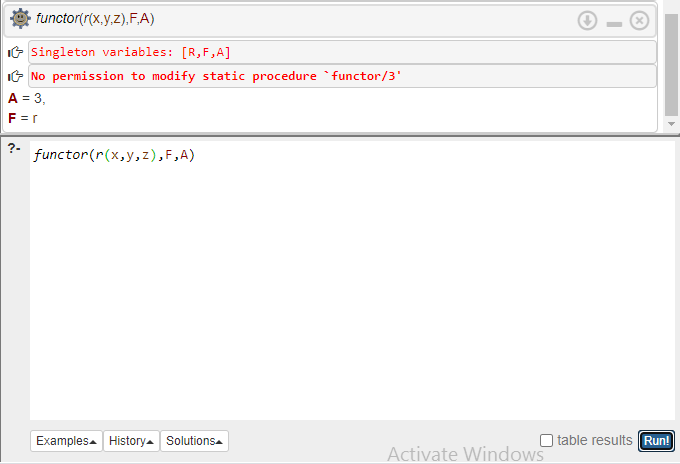 functor(r(x,y,z),F,A)
Singleton variables: [R,F,A]
No permission to modify static procedure `functor/3'
A = 3,
F = r
?- functor(r(x,y,z),F,A)
Examples History Solutions table results Run!
Activate Windows